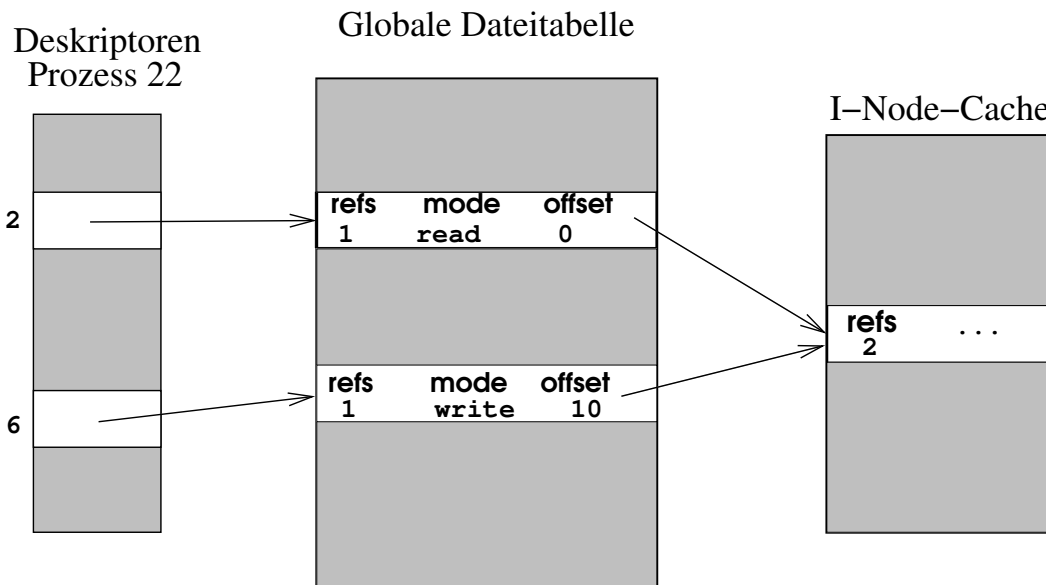 Deskriptoren
Prozess 22
Globale Dateitabelle
I–Node–Cache
2
refs mode offset
1 read 0
refs ...
2
refs mode offset
1 write 10
6